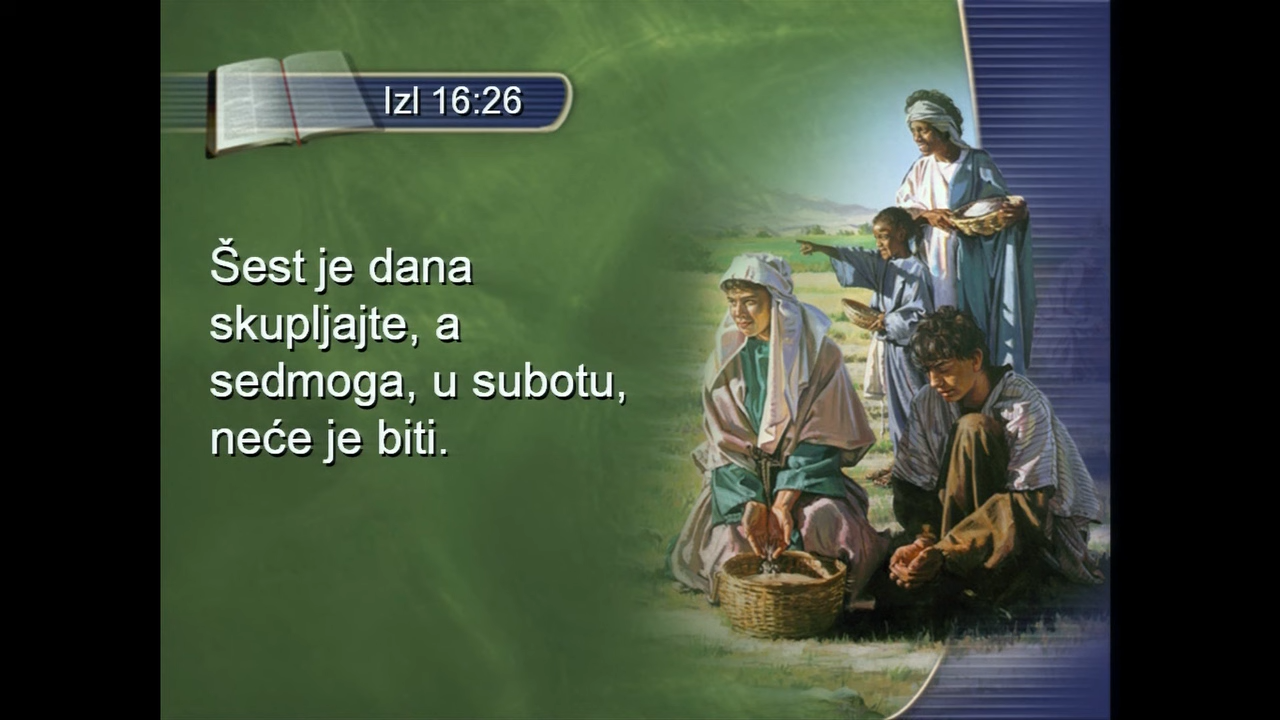 Izl 16:26
Šest je dana
skupljajte, a
sedmoga, u subotu,
neće je biti.